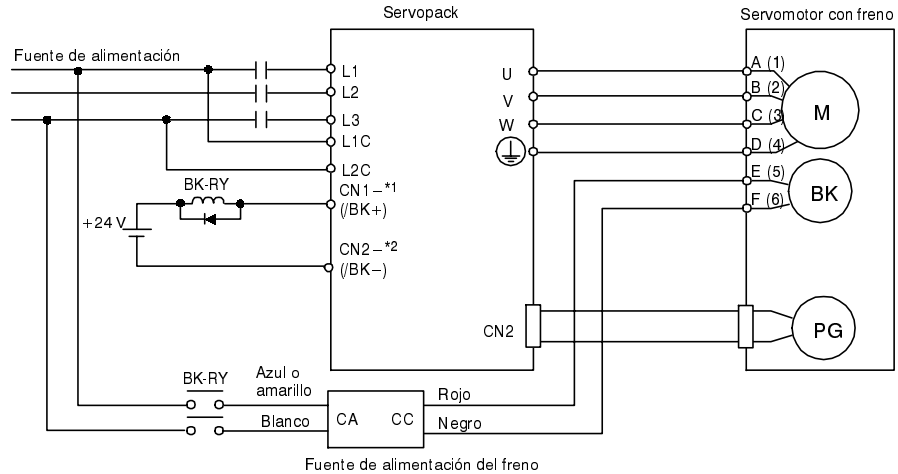 Servopack
Servomotor con freno
Fuente de alimentación
L1
L2
L3
L1C
L2C
U
V
W
A (1)
B (2)
C (3)
D (4)
E (5)
F (6)
M
BK
PG
BK-RY
+24 V
CN1-*1
(/BK+)
CN2-*2
(/BK-)
CN2
BK-RY
Azul o
amarillo
Blanco
CA
CC
Rojo
Negro
Fuente de alimentación del freno